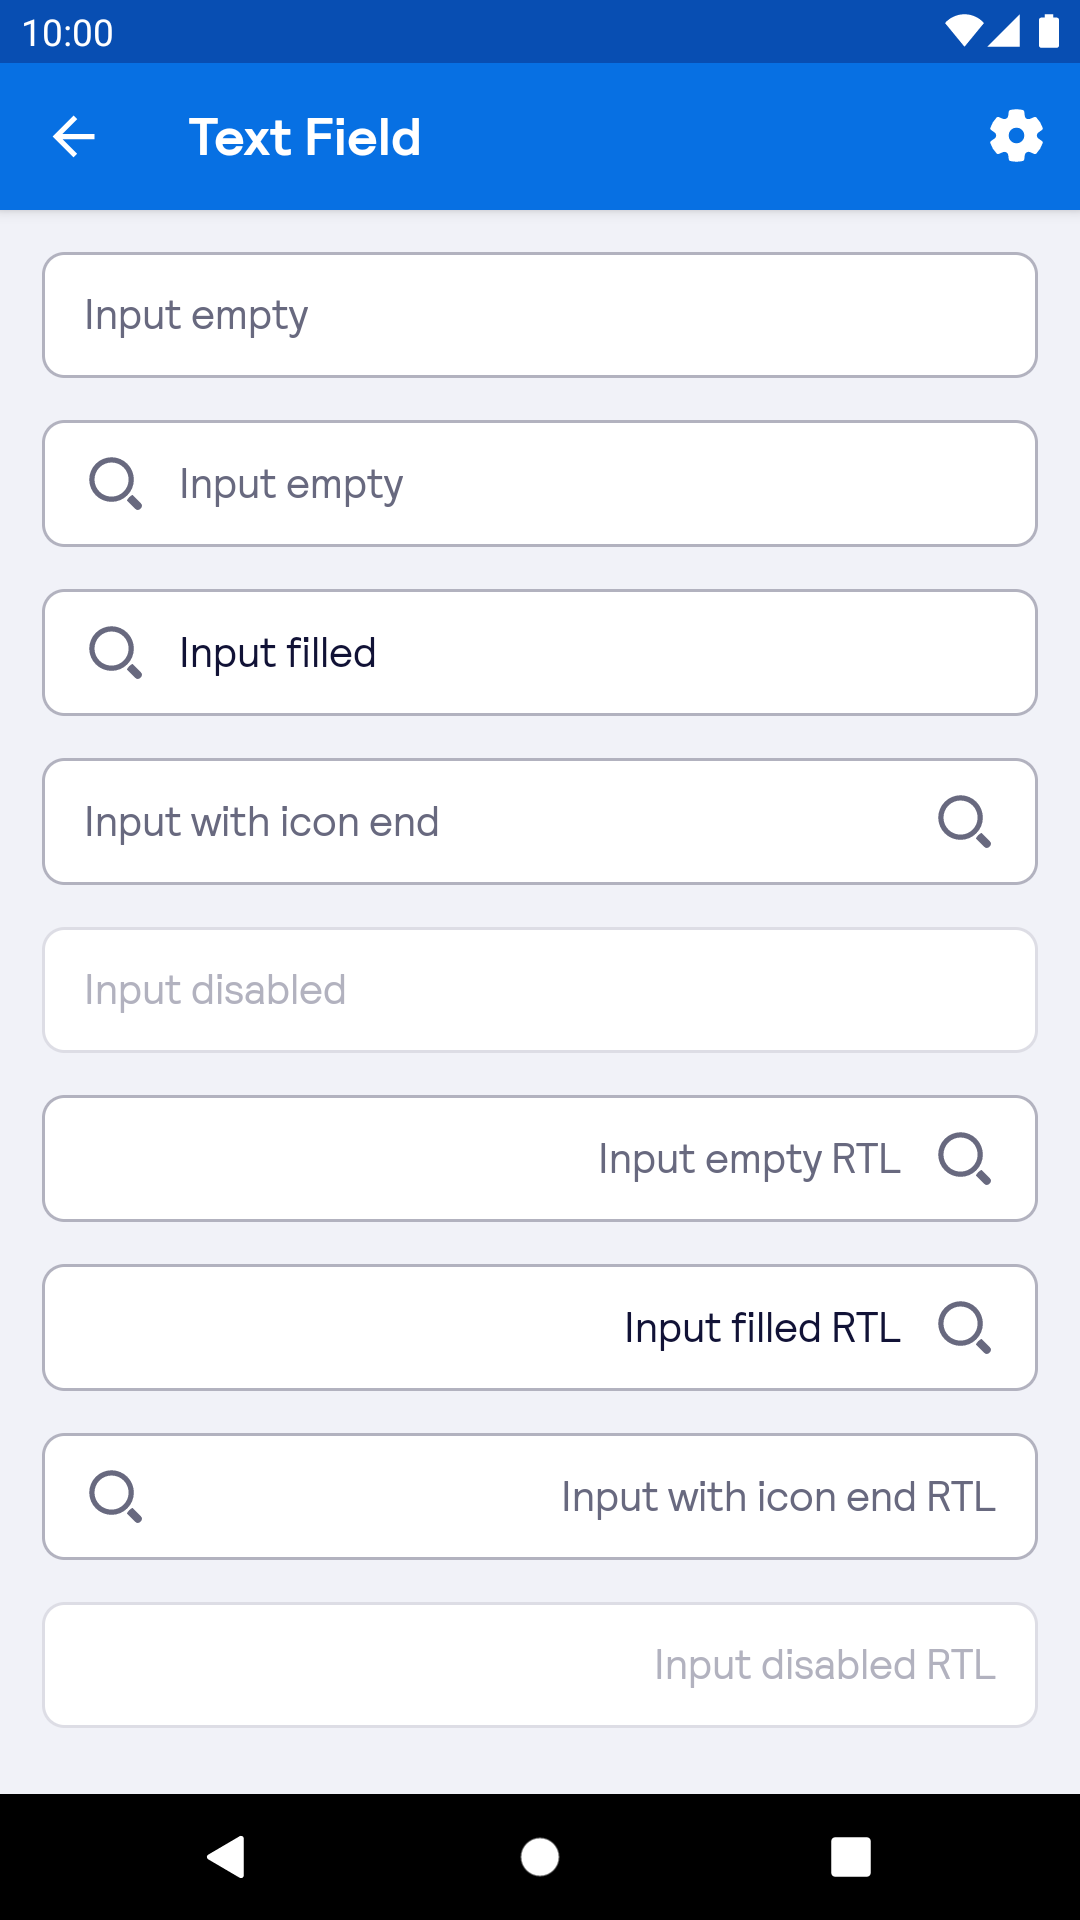 10:00
Text Field
Input empty
Input empty
Input filled
Input with icon end
Input disabled
Input empty RTL
Input filled RTL
Input with icon end RTL
Input disabled RTL